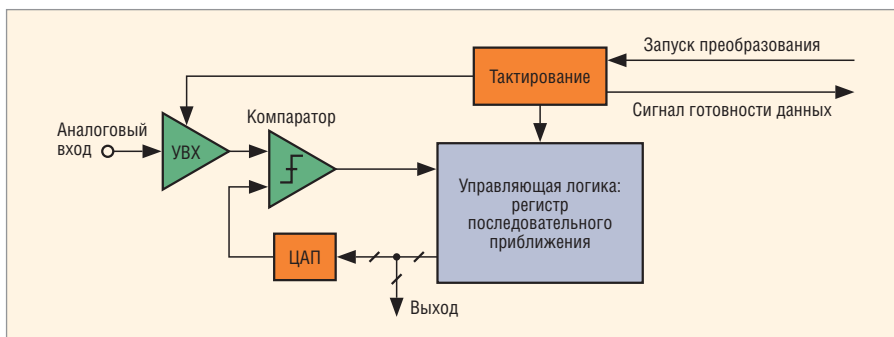 Запуск преобразования
Тактирование
Сигнал готовности данных
Компаратор
Аналоговый
вход
УВХ
Управляющая логика:
регистр
последовательного
приближения
ЦАП
Выход